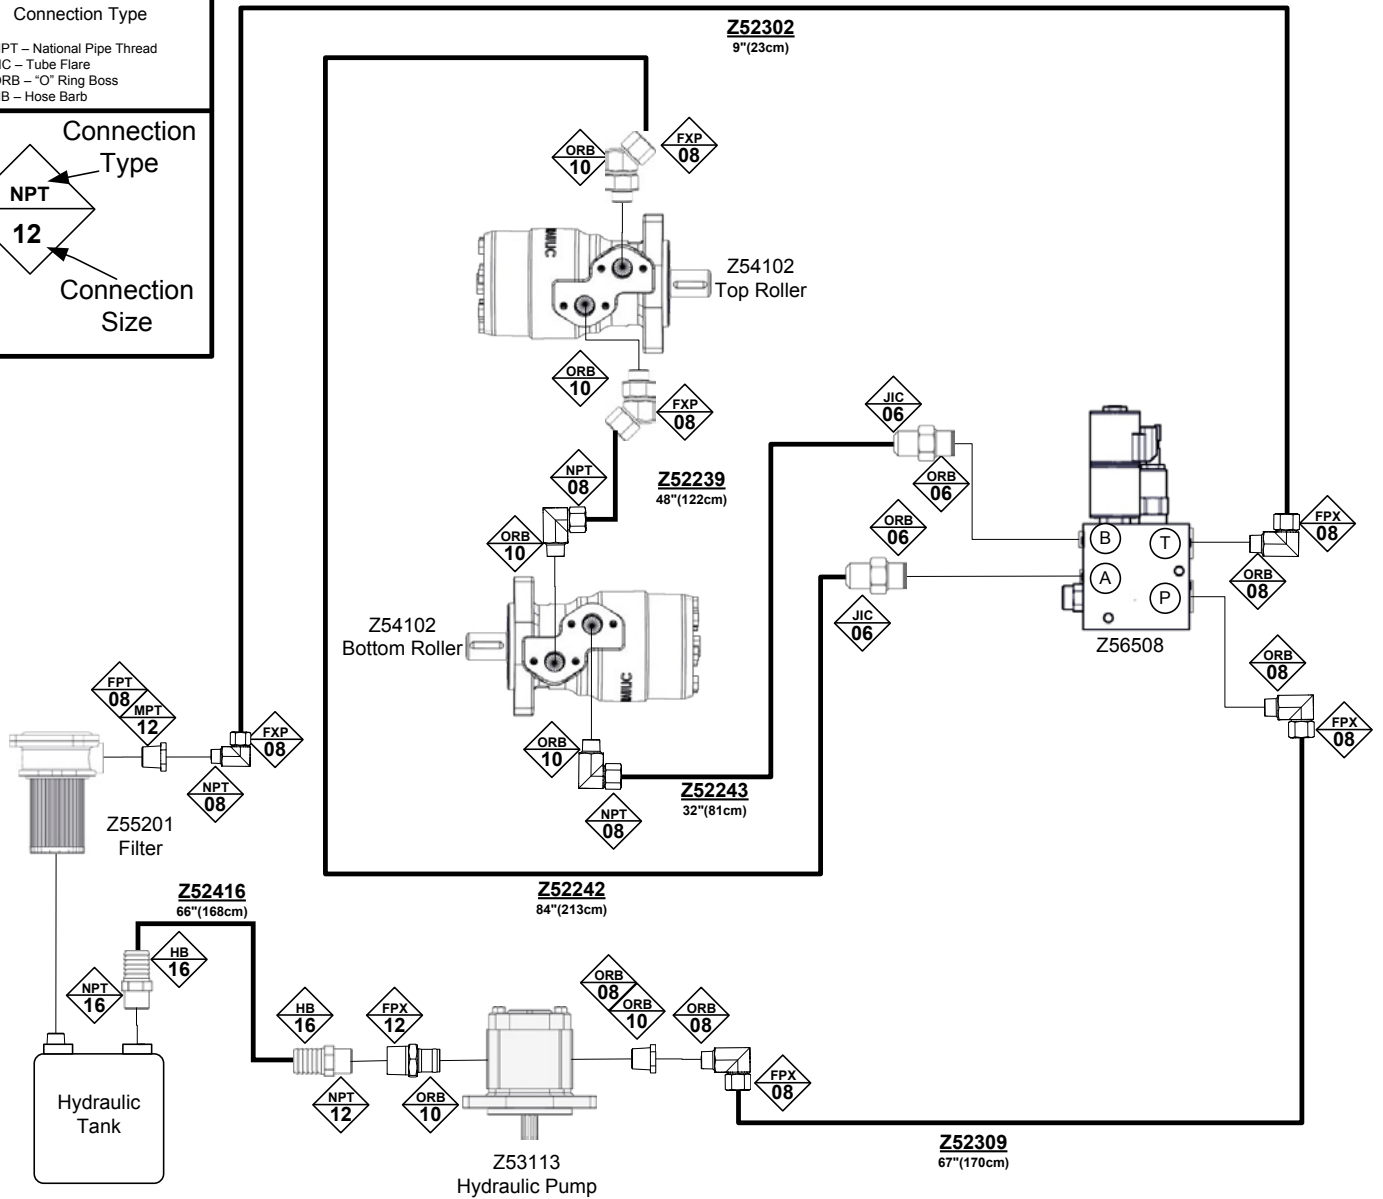 Connection Type
PT – National Pipe Thread
IC – Tube Flare
ORB – “O” Ring Boss
B – Hose Barb
Connection
Type
NPT
12
Connection
Size
Z52302
9"(23cm)
ORB
10
FXP
08
Z54102
Top Roller
ORB
10
FXP
08
NPT
08
Z52239
48"(122cm)
ORB
10
JIC
06
ORB
06
ORB
06
JIC
06
B
T
A
P
Z56508
FPX
08
ORB
08
ORB
08
FPX
08
Z54102
Bottom Roller
ORB
10
NPT
08
Z52243
32"(81cm)
FPT
08
MPT
12
FXP
08
NPT
08
Z55201
Filter
Z52242
84"(213cm)
Z52416
66"(168cm)
HB
16
NPT
16
HB
16
NPT
12
FPX
12
ORB
10
ORB
08
ORB
10
ORB
08
FPX
08
Hydraulic
Tank
Z53113
Hydraulic Pump
Z52309
67"(170cm)